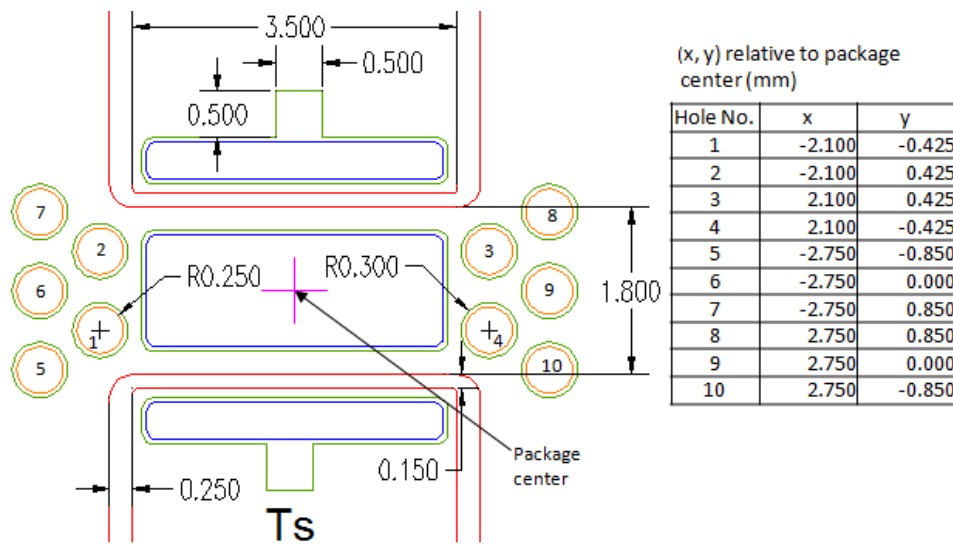 3.500
0.500
0.500
7
2
R0.250
R0.300
3
8
6
1
4
9
1.800
5
10
0.150
0.250
Package
center
Ts
(x, y) relative to package
center (mm)
Hole No. x y
1 -2.100 -0.425
2 -2.100 0.425
3 2.100 0.425
4 2.100 -0.425
5 -2.750 -0.850
6 -2.750 0.000
7 -2.750 0.850
8 2.750 0.850
9 2.750 0.000
10 2.750 -0.850